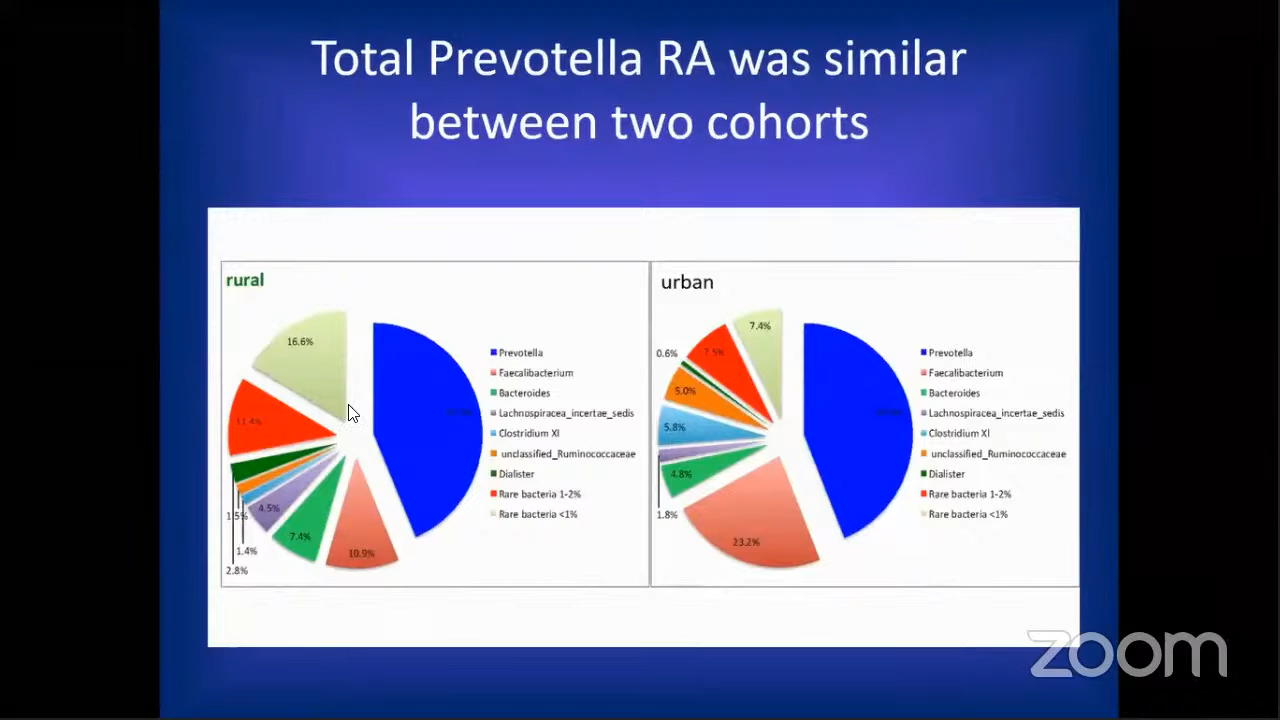 Total Prevotella RA was similar
between two cohorts
rural
16.6%
11.4%
1.5%
1.4%
2.8%
4.5%
7.4%
10.9%
Prevotella
Faecalibacterium
Bacteroides
Lachnospiracea_incertae_sedis
Clostridium XI
unclassified_Ruminococcaceae
Dialister
Rare bacteria 1-2%
Rare bacteria <1%
urban
7.4%
7.5%
0.6%
5.0%
5.8%
4.8%
1.8%
23.2%
Prevotella
Faecalibacterium
Bacteroides
Lachnospiracea_incertae_sedis
Clostridium XI
unclassified_Ruminococcaceae
Dialister
Rare bacteria 1-2%
Rare bacteria <1%
zoom